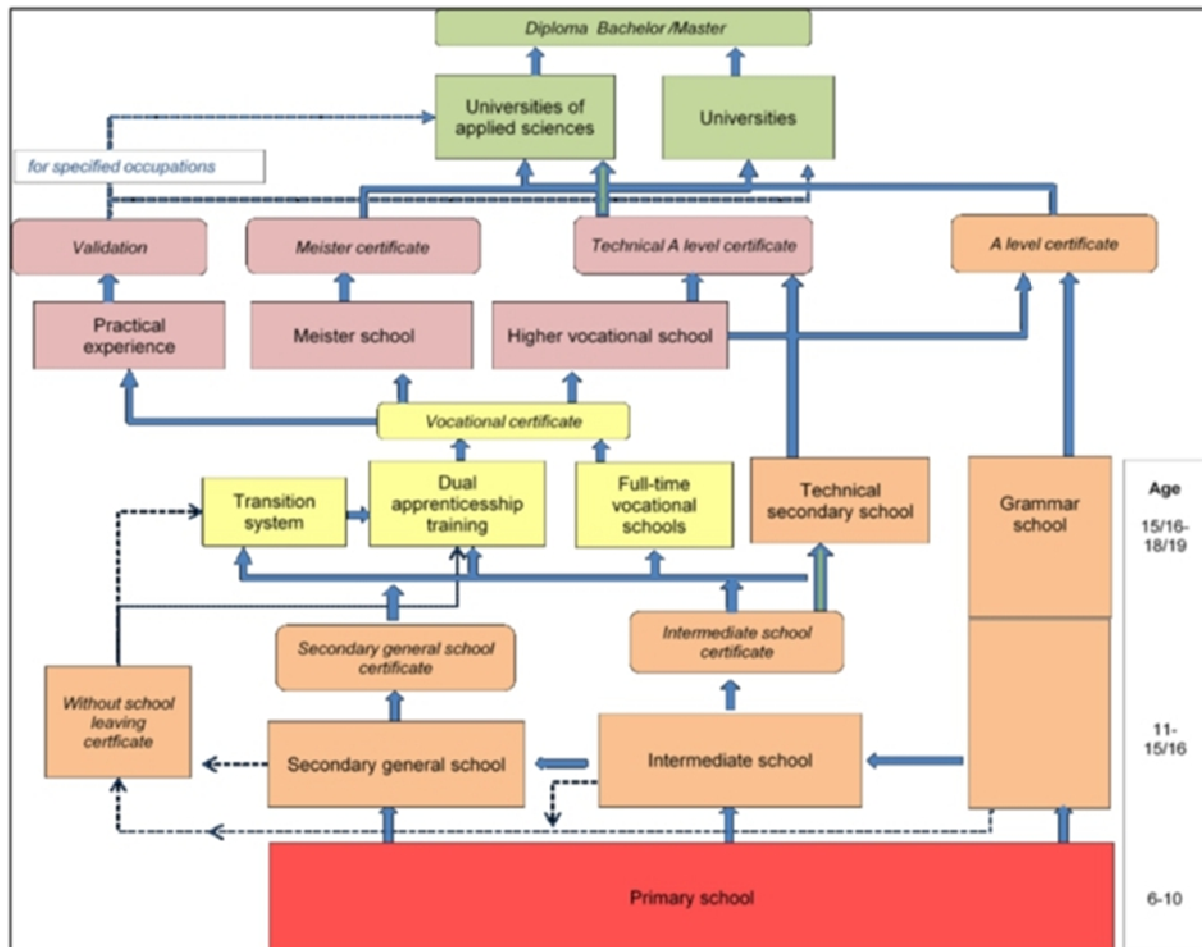 Diploma Bachelor /Master
Universities of
applied sciences
Universities
for specified occupations
Validation
Meister certificate
Technical A level certificate
A level certificate
Practical
experience
Meister school
Higher vocational school
Vocational certificate
Transition
system
Dual
apprenticesship
training
Full-time
vocational
schools
Technical
secondary school
Grammar
school
Age
15/16-
18/19
Secondary general school
certificate
Intermediate school
certificate
Without school
leaving
certficate
Secondary general school
Intermediate school
11-
15/16
Primary school
6-10